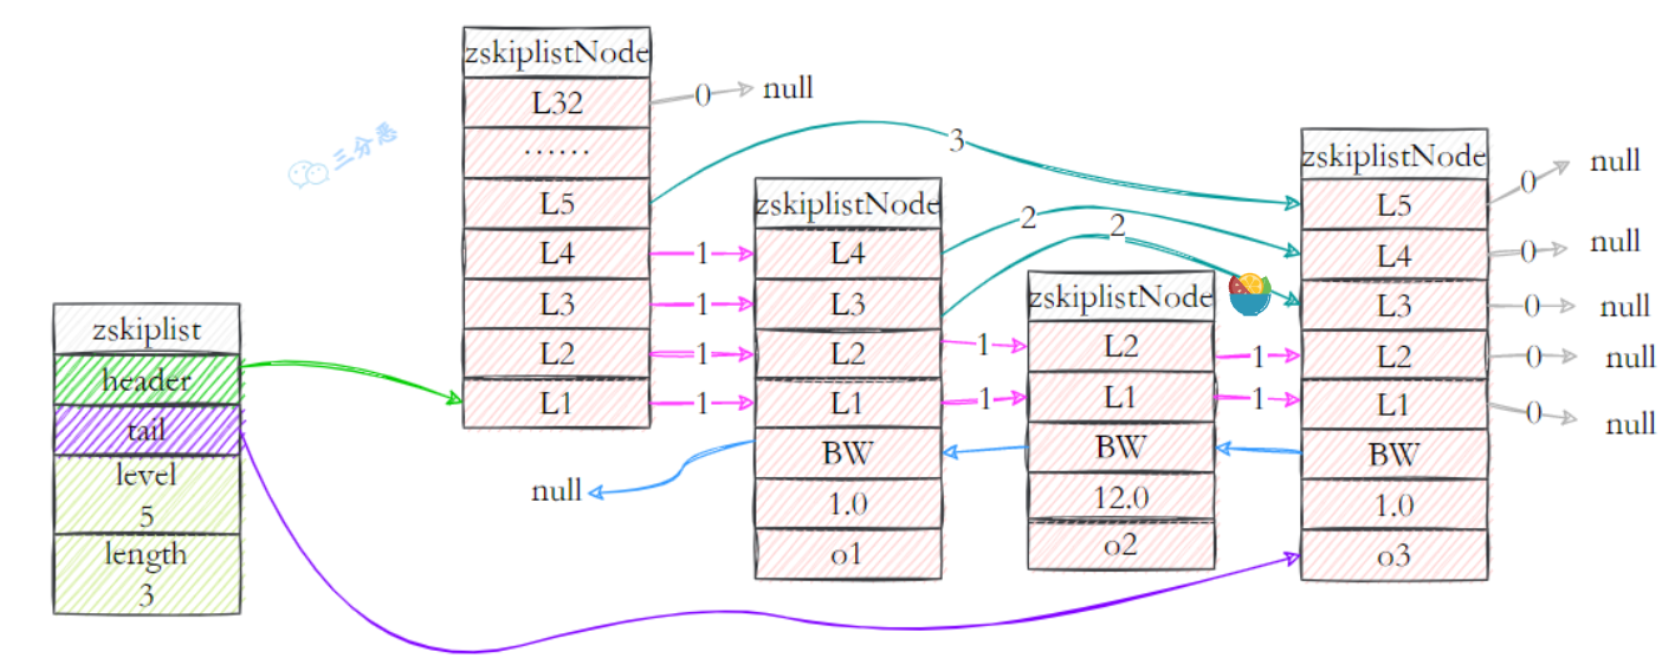 三分恶
zskiplist
header
tail
level
5
length
3
zskiplistNode
L32
……
L5
L4
L3
L2
L1
0
null
3
1
1
1
1
null
zskiplistNode
L4
L3
L2
L1
BW
1.0
o1
2
2
1
1
zskiplistNode
L2
L1
BW
12.0
o2
1
1
zskiplistNode
L5
L4
L3
L2
L1
BW
1.0
o3
0
null
0
null
0
null
0
null
0
null